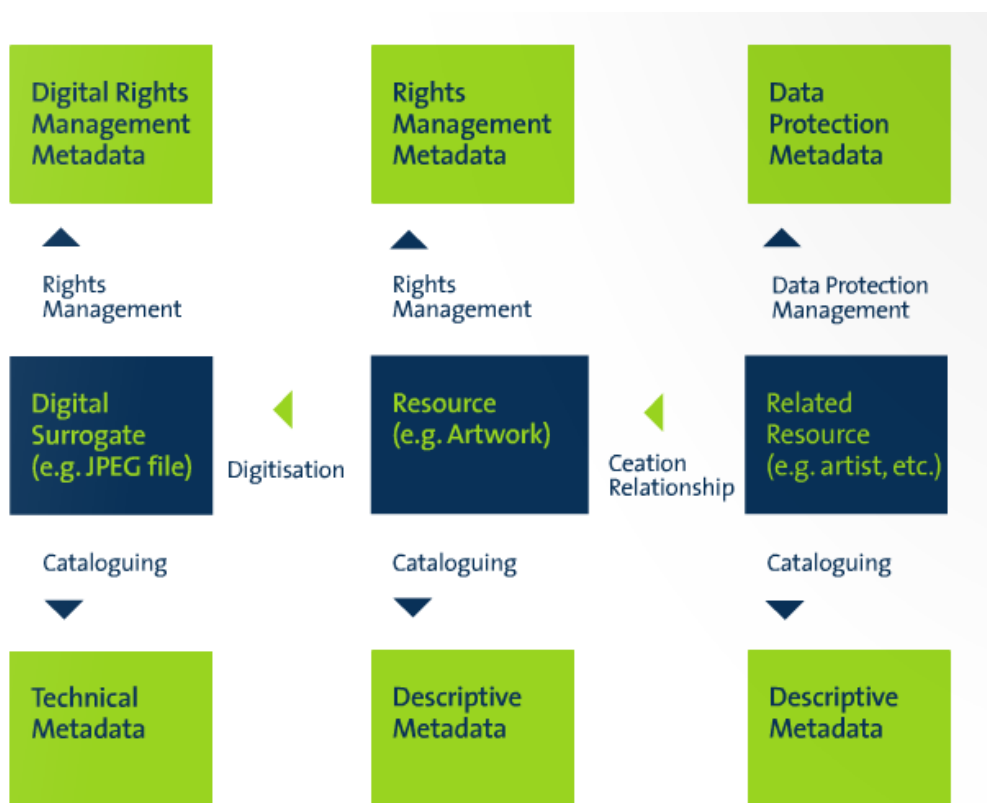 Digital Rights
Management
Metadata
Rights
Management
Metadata
Data
Protection
Metadata
Rights
Management
Rights
Management
Data Protection
Management
Digital
Surrogate
(e.g. JPEG file)
Digitisation
Resource
(e.g. Artwork)
Ceation
Relationship
Related
Resource
(e.g. artist, etc.)
Cataloguing
Cataloguing
Cataloguing
Technical
Metadata
Descriptive
Metadata
Descriptive
Metadata